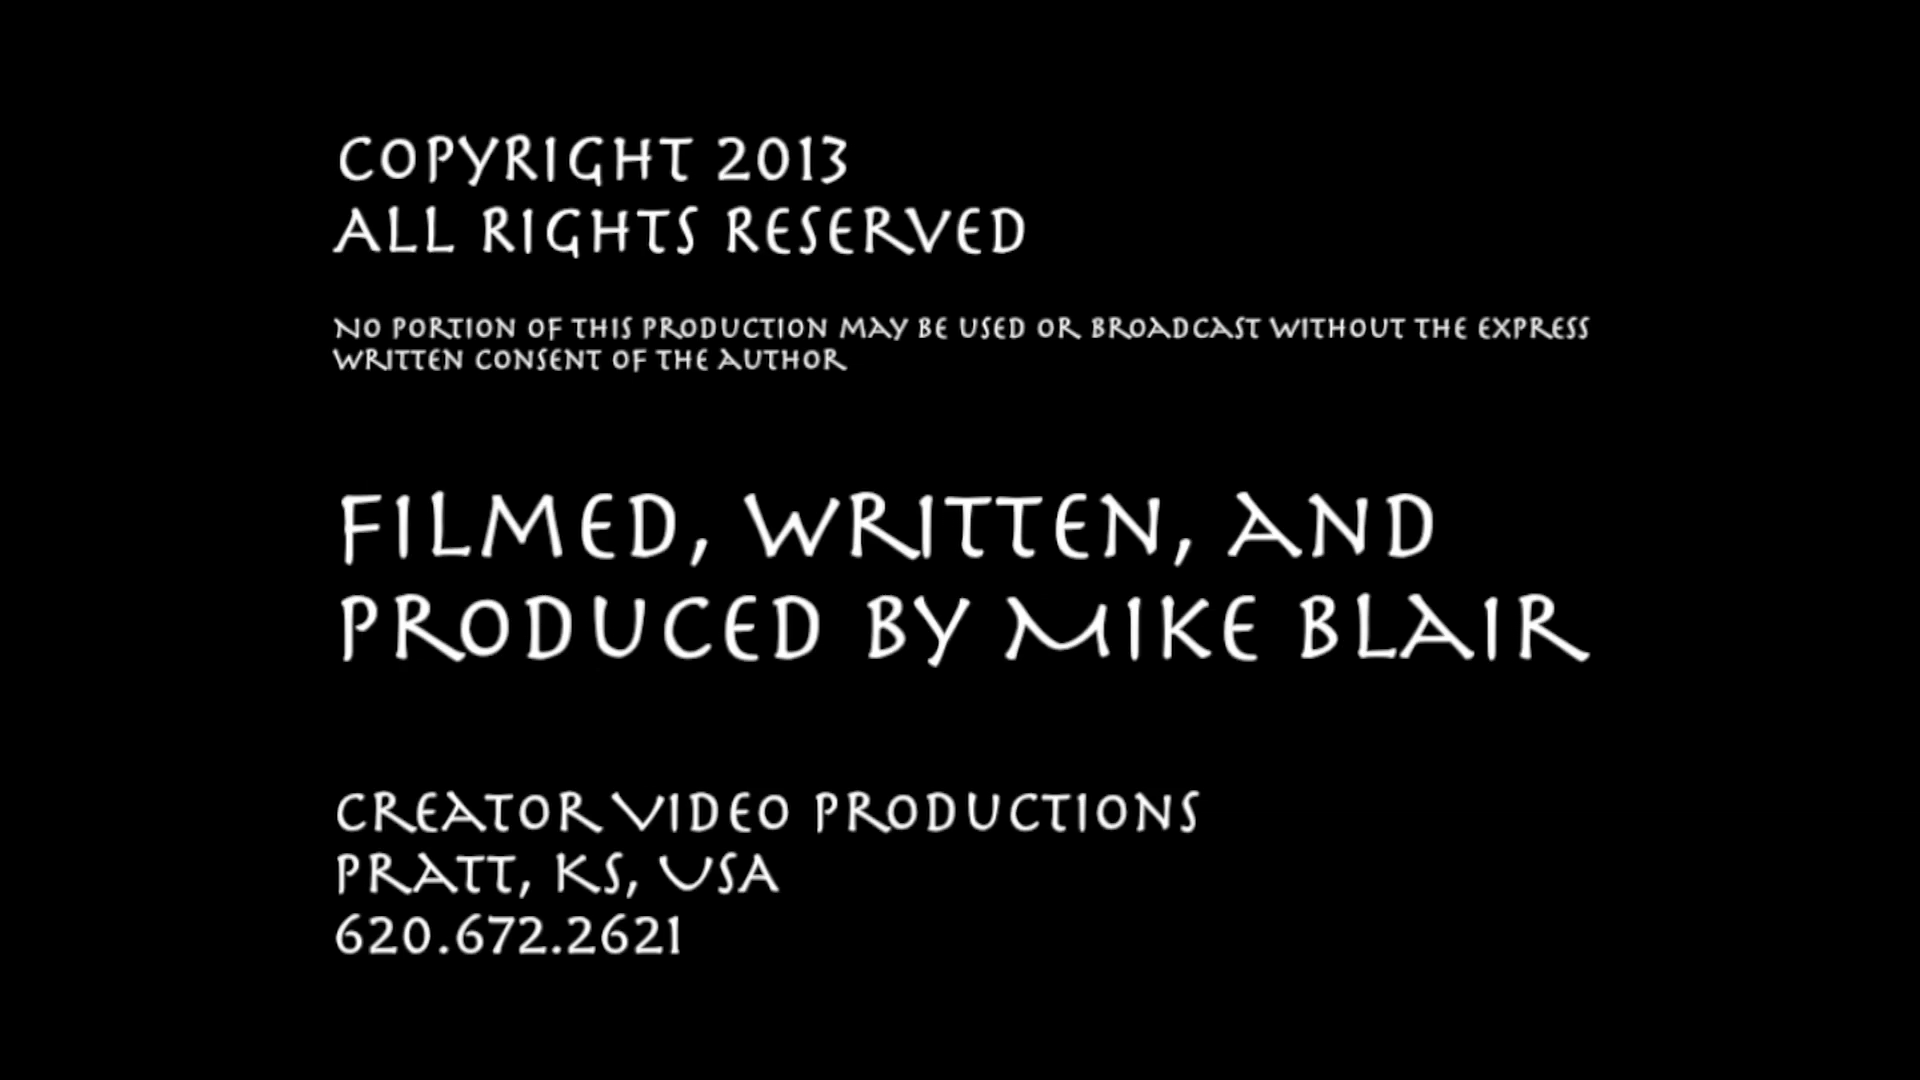 Copyright 2013
All Rights Reserved
No portion of this production may be used or broadcast without the express
written consent of the author
Filmed, Written, and
Produced by Mike Blair
Creator Video Productions
Pratt, KS, USA
620.672.2621